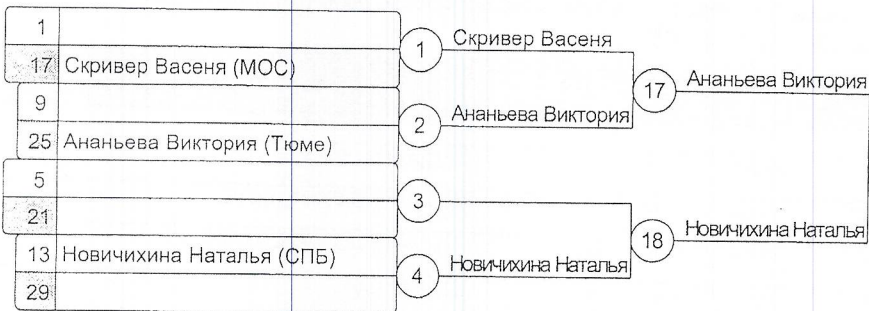 1
17 Скривер Васеня (МОС)
9
25 Ананьева Виктория (Тюме)
5
21
13 Новичихина Наталья (СПБ)
29
1 Скривер Васеня
2 Ананьева Виктория
3
4 Новичихина Наталья
17 Ананьева Виктория
18 Новичихина Наталья